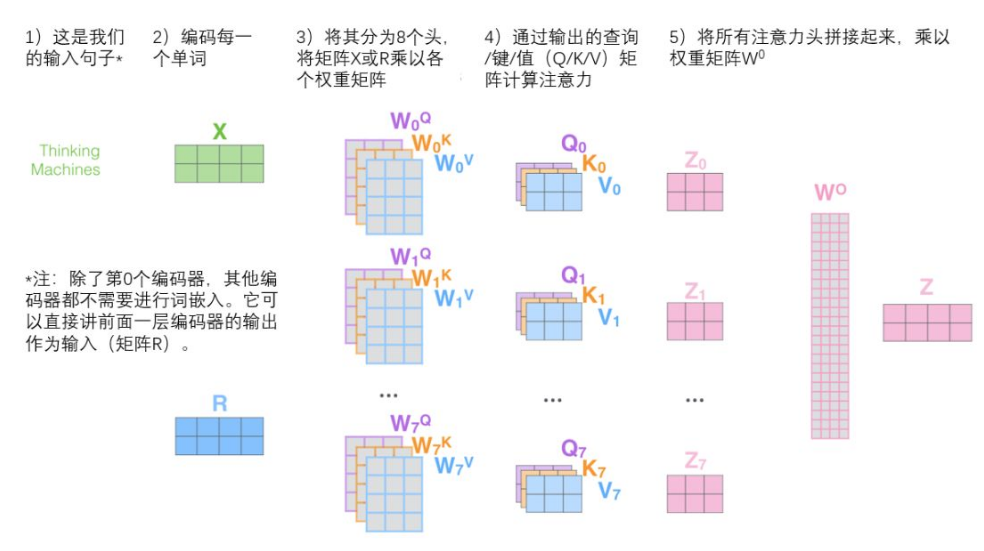 1）这是我们
的输入句子*
2）编码每一
个单词
3）将其分为8个头，
将矩阵X或R乘以各
个权重矩阵
4）通过输出的查询
/键/值（Q/K/V）矩
阵计算注意力
5）将所有注意力头拼接起来，乘以
权重矩阵W⁰
Thinking
Machines
X
W₀Q
W₀K
W₀V
Q₀
K₀
V₀
Z₀
WO
*注：除了第0个编码器，其他编
码器都不需要进行词嵌入。它可
以直接讲前面一层编码器的输出
作为输入（矩阵R）。
W₁Q
W₁K
W₁V
Q₁
K₁
V₁
Z₁
Z
...
...
...
R
W₇Q
W₇K
W₇V
Q₇
K₇
V₇
Z₇